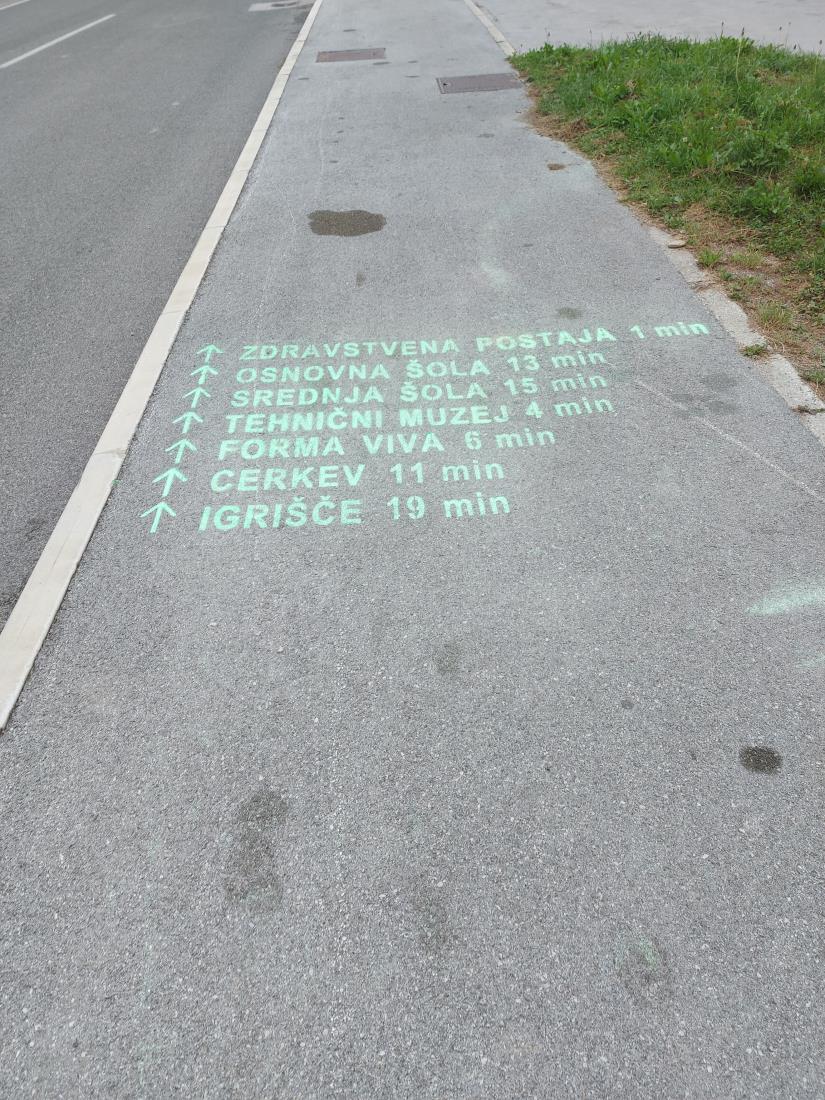 ↑ ZDRAVSTVENA POSTAJA 1 min
↑ OSNOVNA ŠOLA 13 min
↑ SREDNJA ŠOLA 15 min
↑ TEHNIČNI MUZEJ 4 min
↑ FORMA VIVA 6 min
↑ CERKEV 11 min
↑ IGRIŠČE 19 min